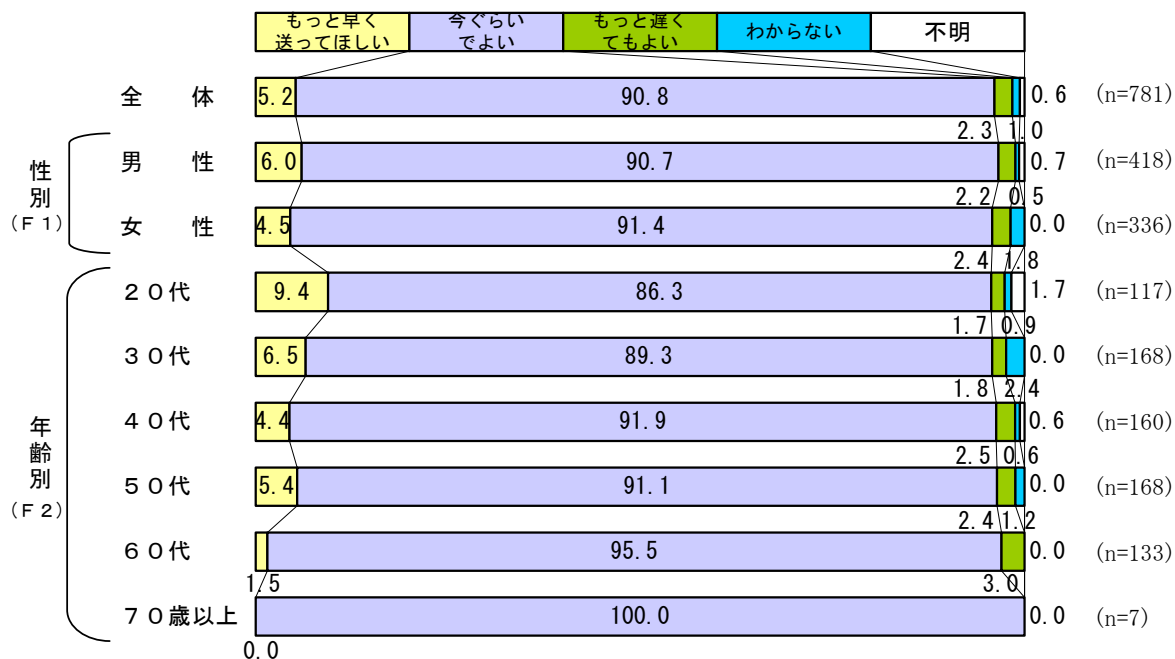 もっと早く
送ってほしい
今ぐらい
でよい
もっと遅く
てもよい
わからない
不明
全 体
5.2
90.8
0.6
(n=781)
2.3
1.0
性別
(F1)
男 性
6.0
90.7
0.7
(n=418)
2.2
0.5
女 性
4.5
91.4
0.0
(n=336)
2.4
1.8
年齢別
(F2)
20代
9.4
86.3
1.7
(n=117)
1.7
0.9
30代
6.5
89.3
0.0
(n=168)
1.8
2.4
40代
4.4
91.9
0.6
(n=160)
2.5
0.6
50代
5.4
91.1
0.0
(n=168)
2.4
1.2
60代
95.5
0.0
(n=133)
1.5
3.0
70歳以上
100.0
0.0
(n=7)
0.0